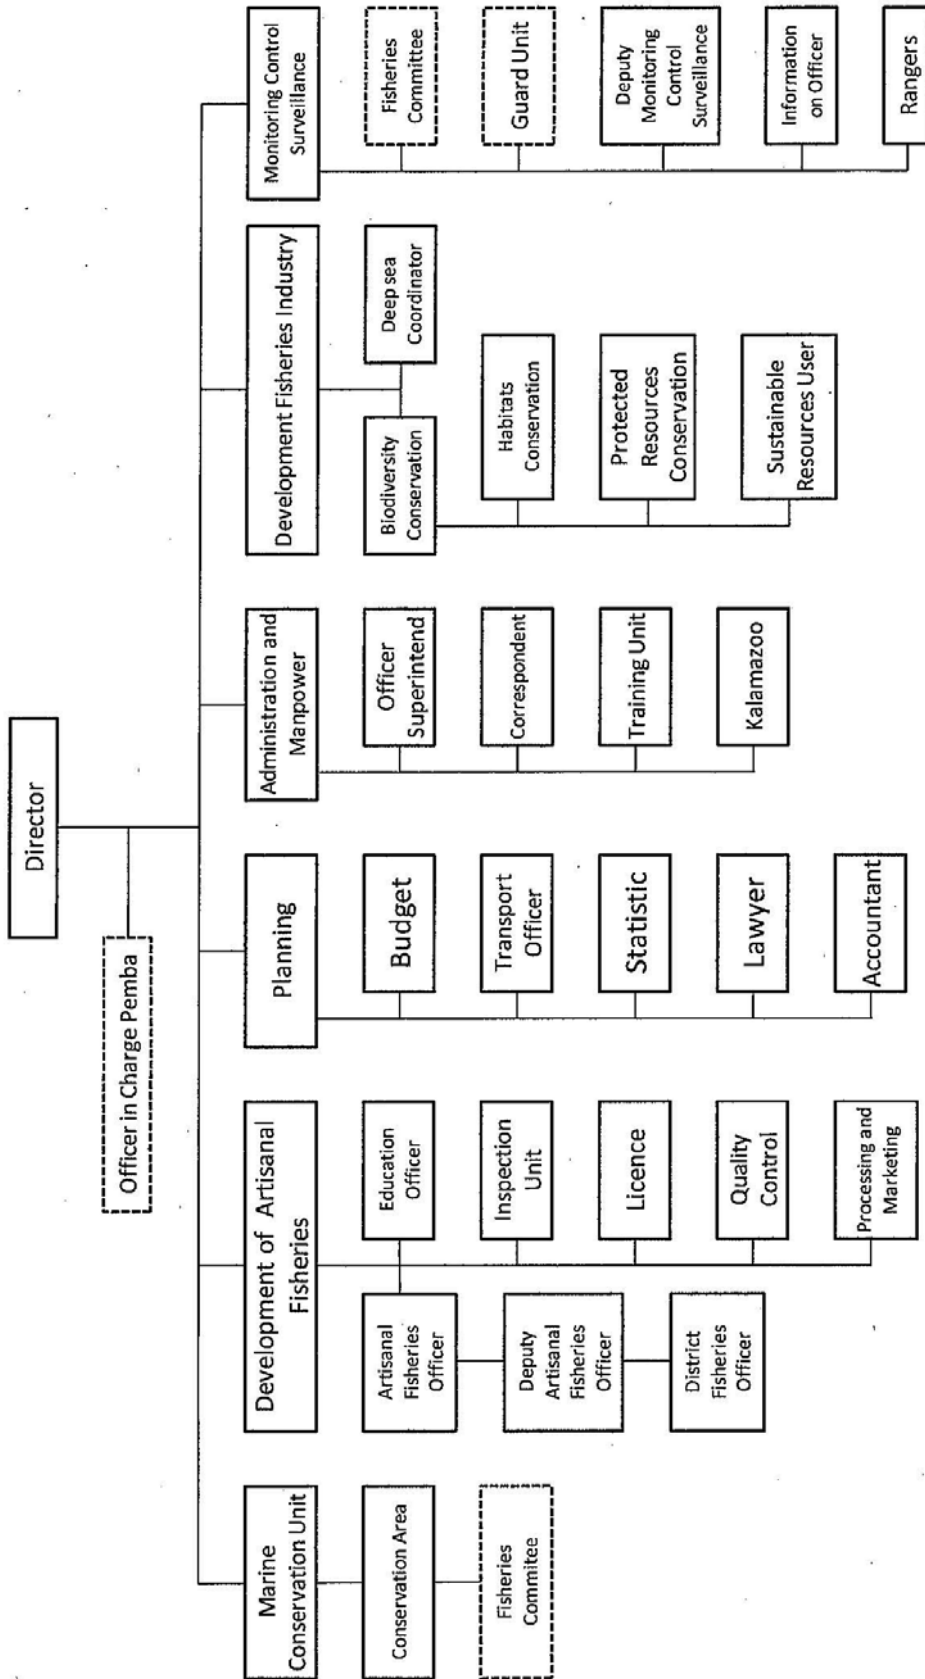 Director
Officer in Charge Pemba
Marine
Conservation Unit
Conservation Area
Fisheries
Commitee
Development of Artisanal
Fisheries
Artisanal
Fisheries
Officer
Deputy
Artisanal
Fisheries
Officer
District
Fisheries
Officer
Education
Officer
Inspection
Unit
Licence
Quality
Control
Processing and
Marketing
Planning
Budget
Transport
Officer
Statistic
Lawyer
Accountant
Administration and
Manpower
Officer
Superintend
Correspondent
Training Unit
Kalamazoo
Development Fisheries Industry
Biodiversity
Conservation
Deep sea
Coordinator
Habitats
Conservation
Protected
Resources
Conservation
Sustainable
Resources User
Monitoring Control
Surveillance
Fisheries
Committee
Guard Unit
Deputy
Monitoring
Control
Surveillance
Information
on Officer
Rangers